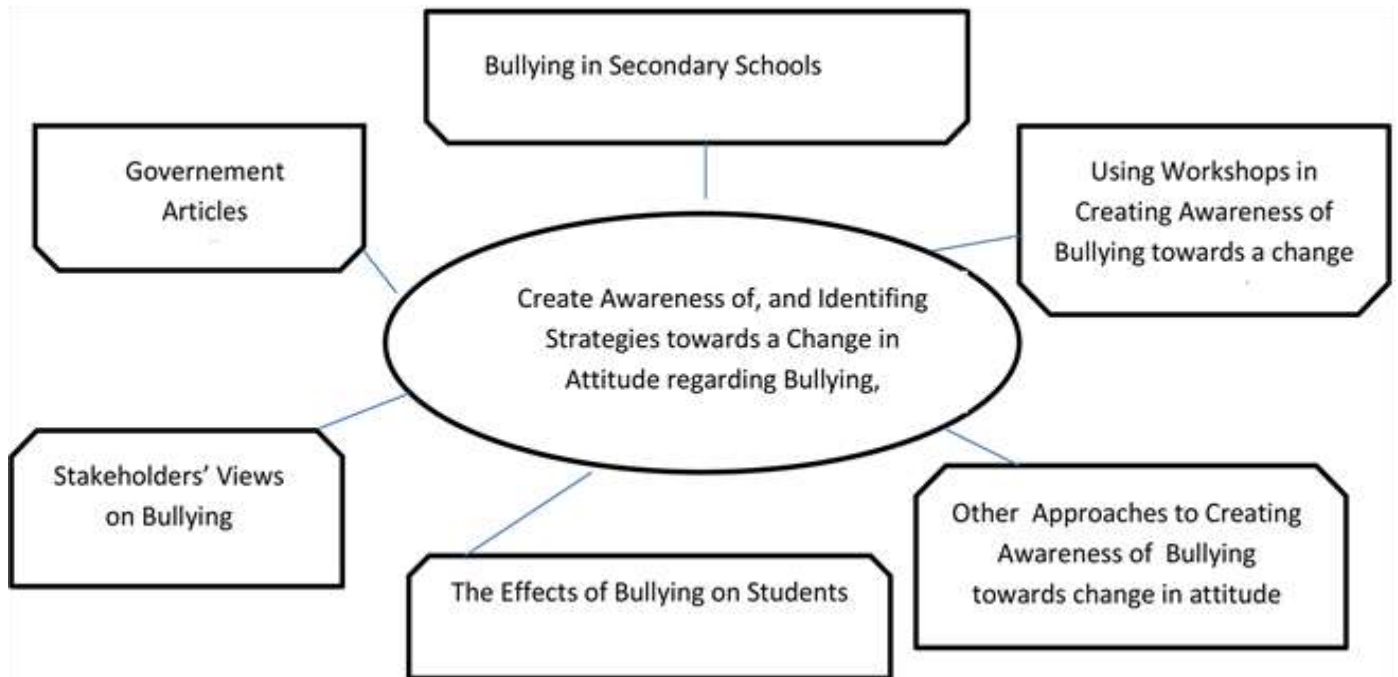 Bullying in Secondary Schools
Governement
Articles
Using Workshops in
Creating Awareness of
Bullying towards a change
Create Awareness of, and Identifing
Strategies towards a Change in
Attitude regarding Bullying,
Stakeholders’ Views
on Bullying
Other Approaches to Creating
Awareness of Bullying
towards change in attitude
The Effects of Bullying on Students